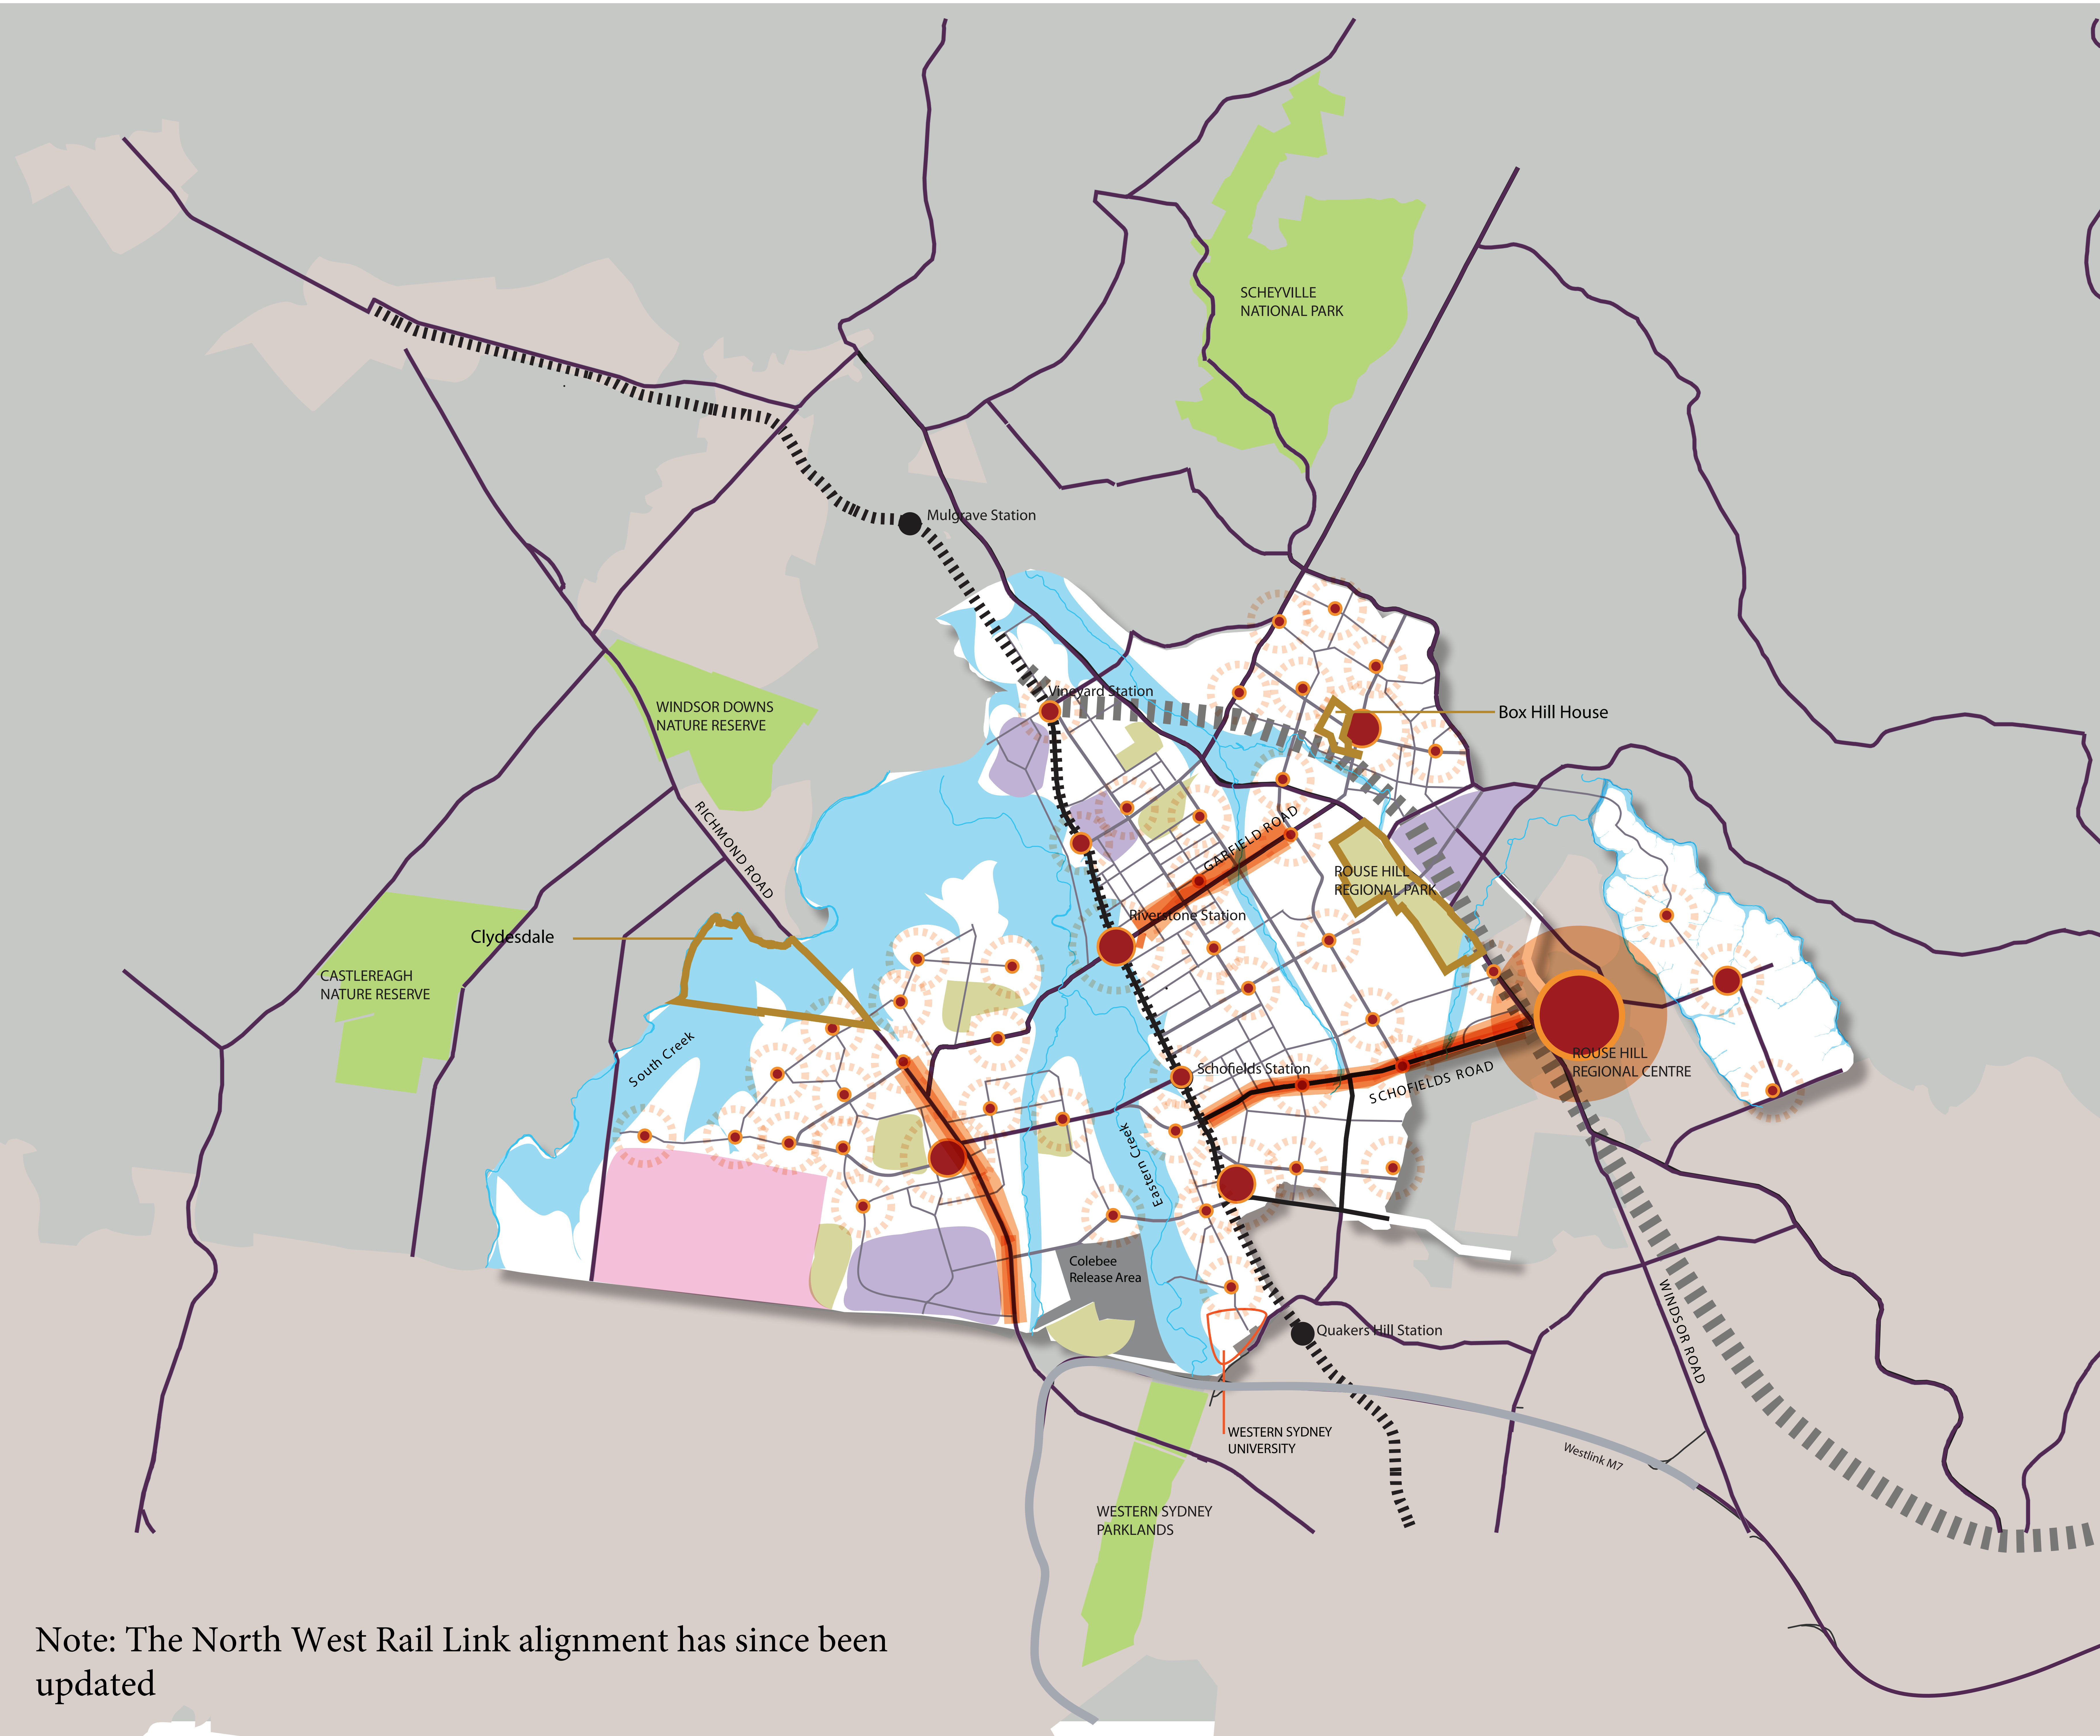 SCHEYVILLE
NATIONAL PARK
Mulgrave Station
Vineyard Station
Box Hill House
WINDSOR DOWNS
NATURE RESERVE
RICHMOND ROAD
GARFIELD ROAD
ROUSE HILL
REGIONAL PARK
Riverstone Station
Clydesdale
CASTLEREAGH
NATURE RESERVE
South Creek
Schofields Station
SCHOFIELDS ROAD
ROUSE HILL
REGIONAL CENTRE
Eastern Creek
Colebee
Release Area
Quakers Hill Station
WINDSOR ROAD
WESTERN SYDNEY
UNIVERSITY
Westlink M7
WESTERN SYDNEY
PARKLANDS
Note: The North West Rail Link alignment has since been
updated